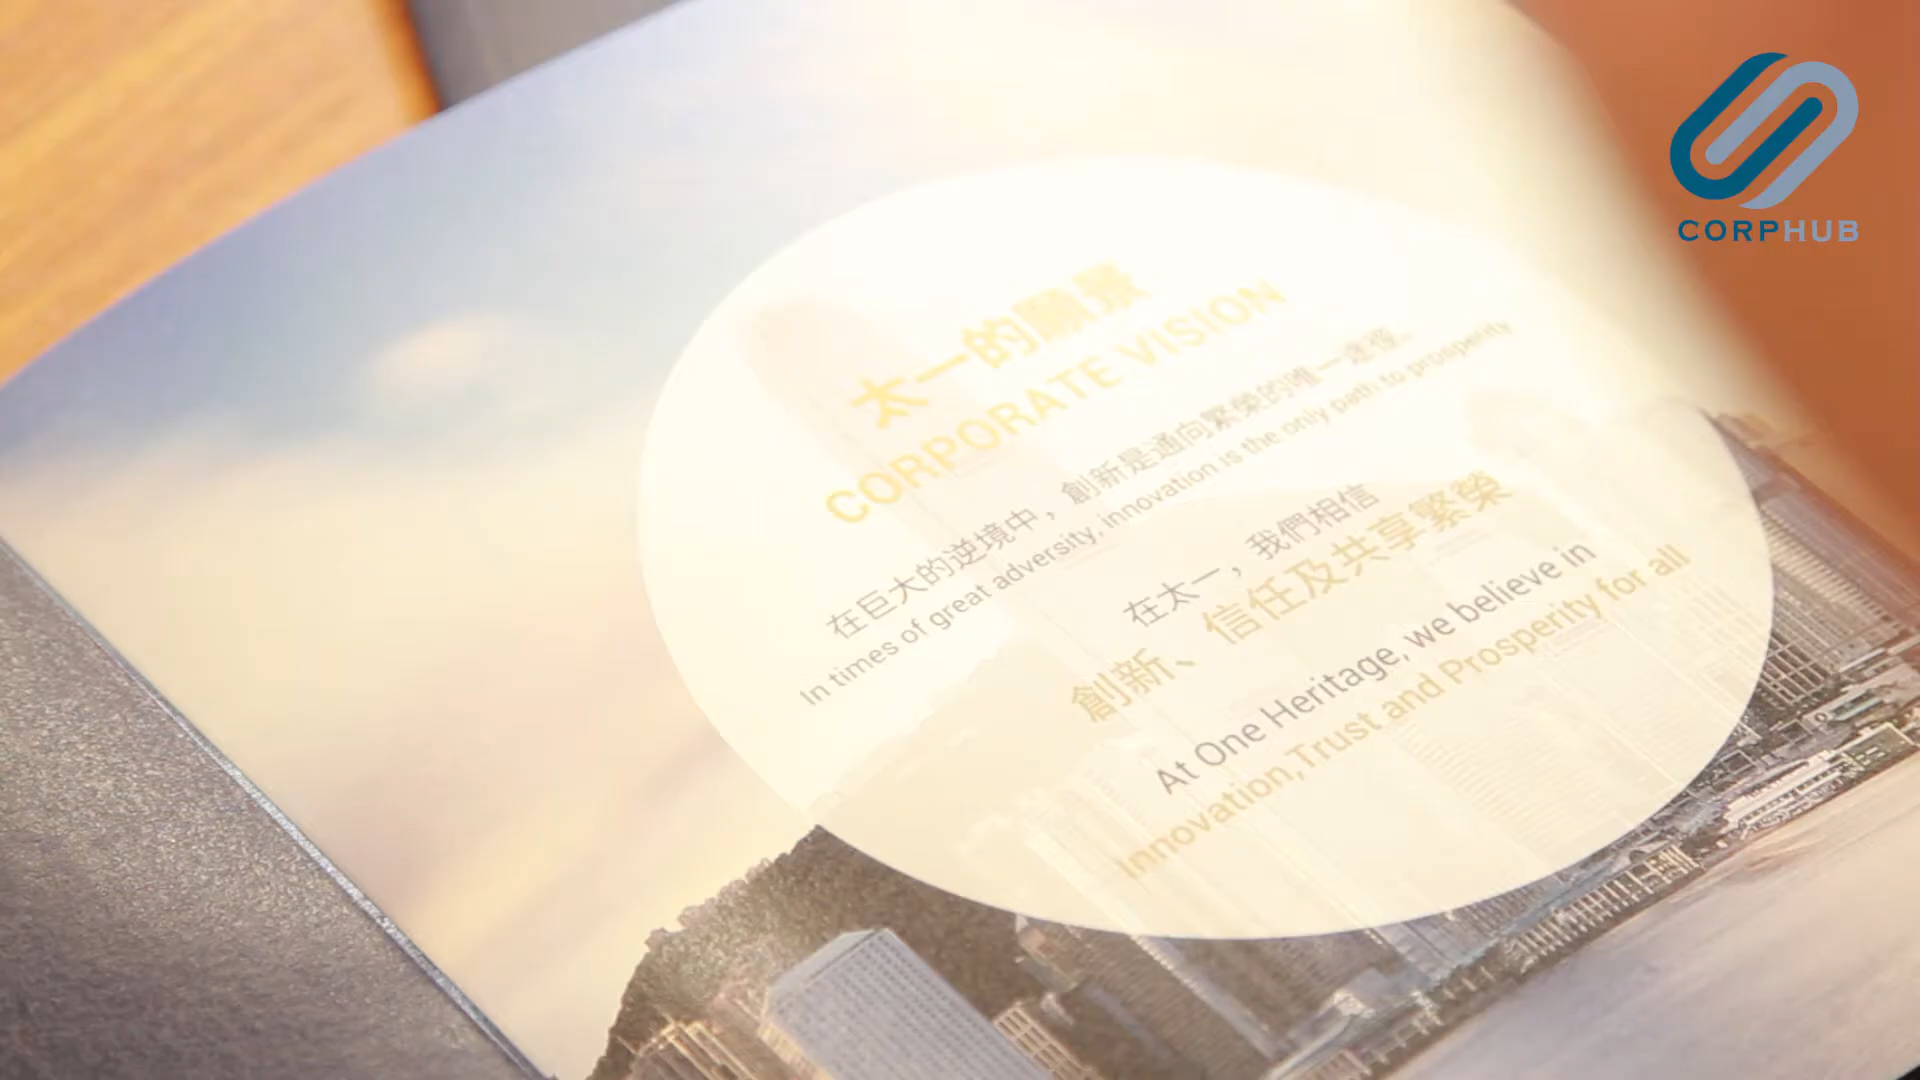 太一的願景
CORPORATE VISION
在巨大的逆境中，創新是通向繁榮的唯一途徑。
In times of great adversity, innovation is the only path to prosperity
在太一，我們相信
創新、信任及共享繁榮
At One Heritage, we believe in
Innovation,Trust and Prosperity for all
CORPHUB